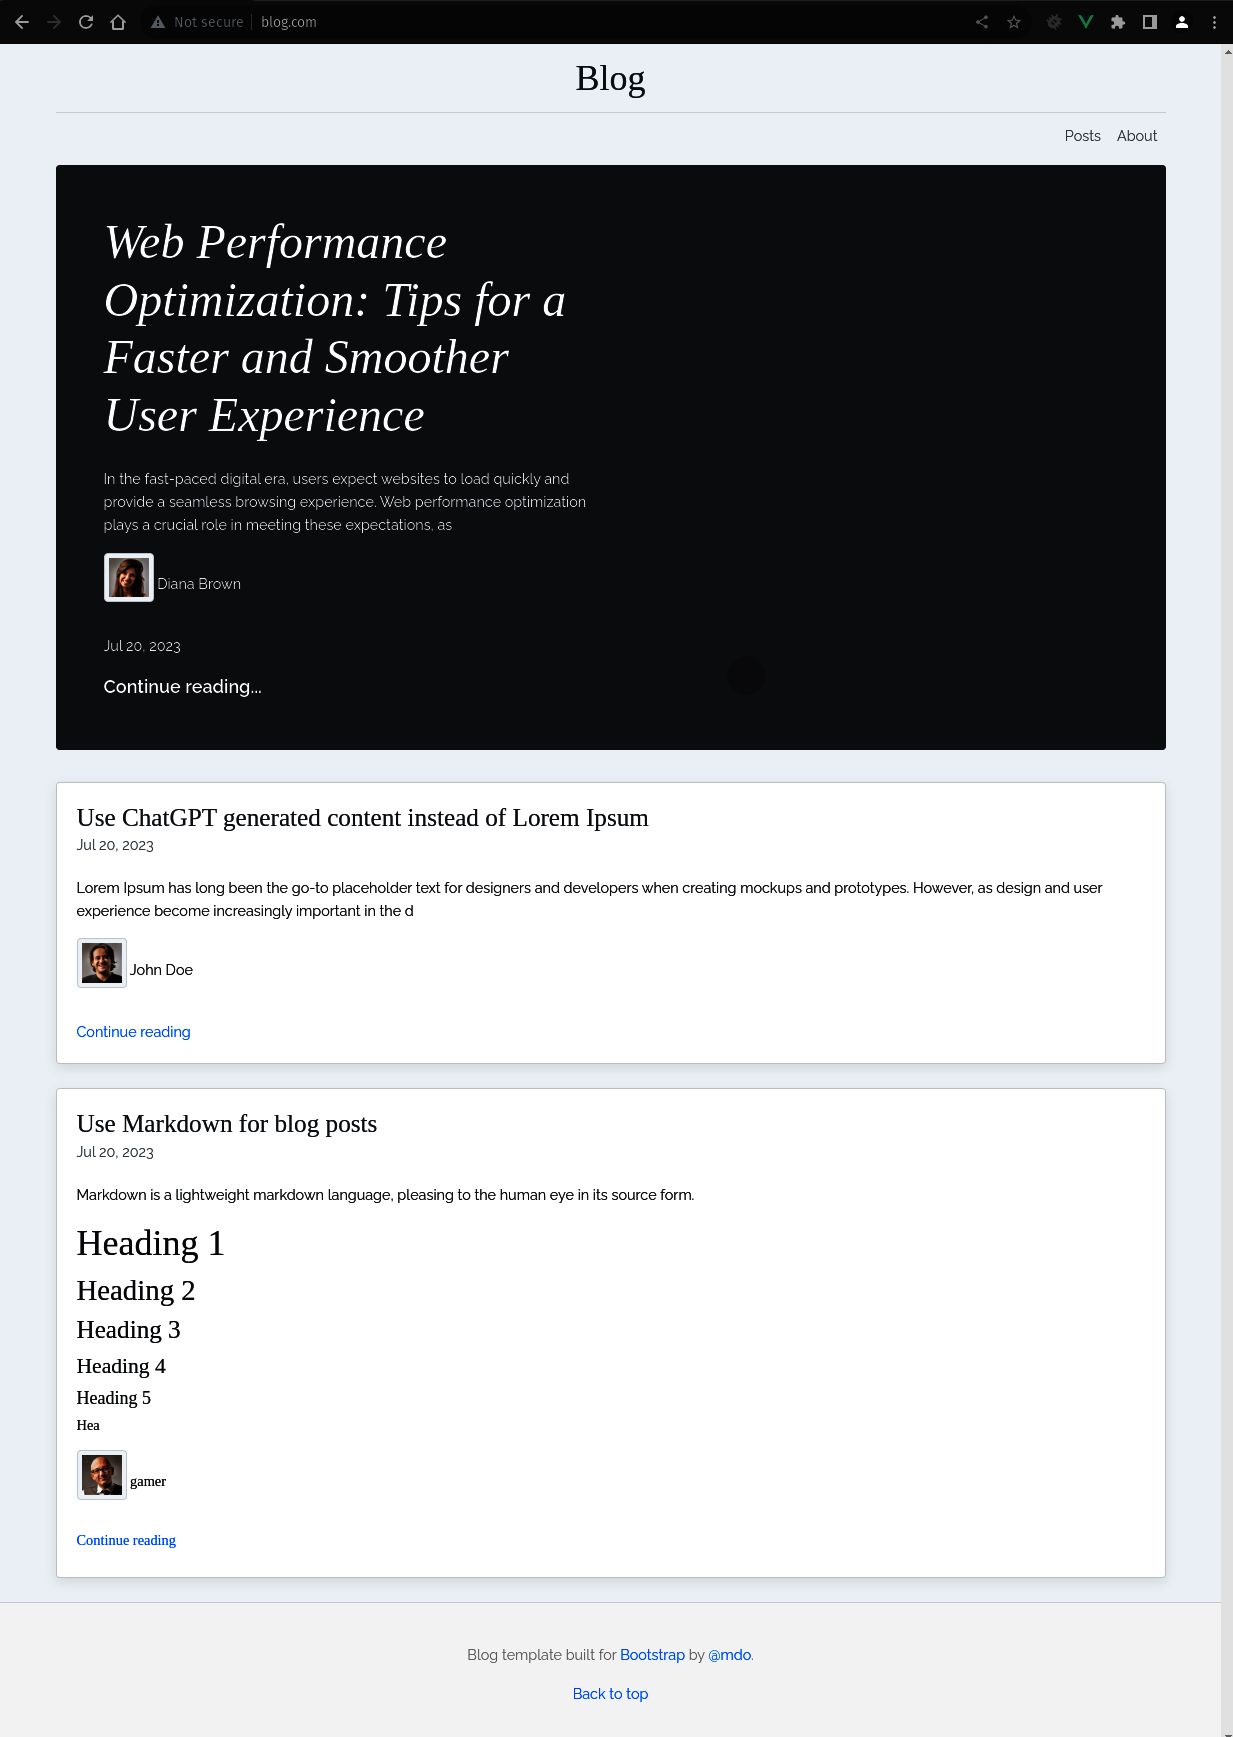 Not secure
blog.com
Blog
Posts About
Web Performance
Optimization: Tips for a
Faster and Smoother
User Experience
In the fast-paced digital era, users expect websites to load quickly and
provide a seamless browsing experience. Web performance optimization
plays a crucial role in meeting these expectations, as
Diana Brown
Jul 20, 2023
Continue reading...
Use ChatGPT generated content instead of Lorem Ipsum
Jul 20, 2023
Lorem Ipsum has long been the go-to placeholder text for designers and developers when creating mockups and prototypes. However, as design and user
experience become increasingly important in the d
John Doe
Continue reading
Use Markdown for blog posts
Jul 20, 2023
Markdown is a lightweight markdown language, pleasing to the human eye in its source form.
Heading 1
Heading 2
Heading 3
Heading 4
Heading 5
Hea
gamer
Continue reading
Blog template built for Bootstrap by @mdo.
Back to top